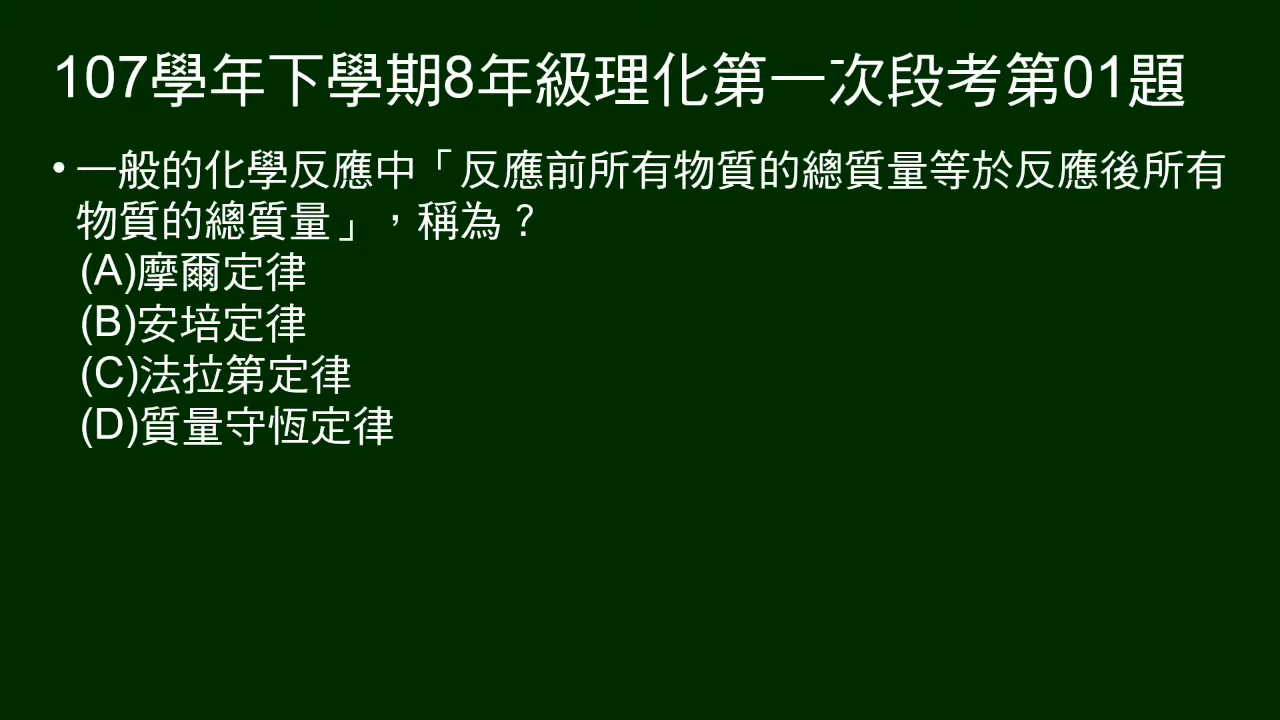 107學年下學期8年級理化第一次段考第01題
• 一般的化學反應中「反應前所有物質的總質量等於反應後所有
物質的總質量」，稱為？
(A)摩爾定律
(B)安培定律
(C)法拉第定律
(D)質量守恆定律